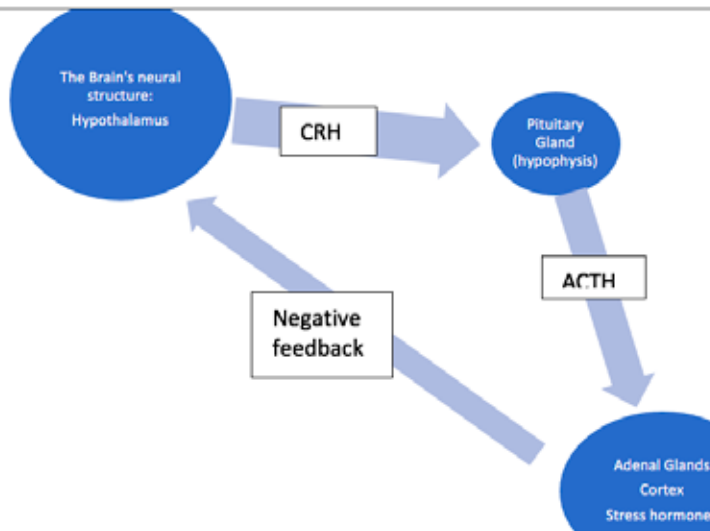 The Brain's neural
structure:
Hypothalamus
CRH
Pituitary
Gland
(hypophysis)
ACTH
Negative
feedback
Adenal Glands
Cortex
Stress hormone